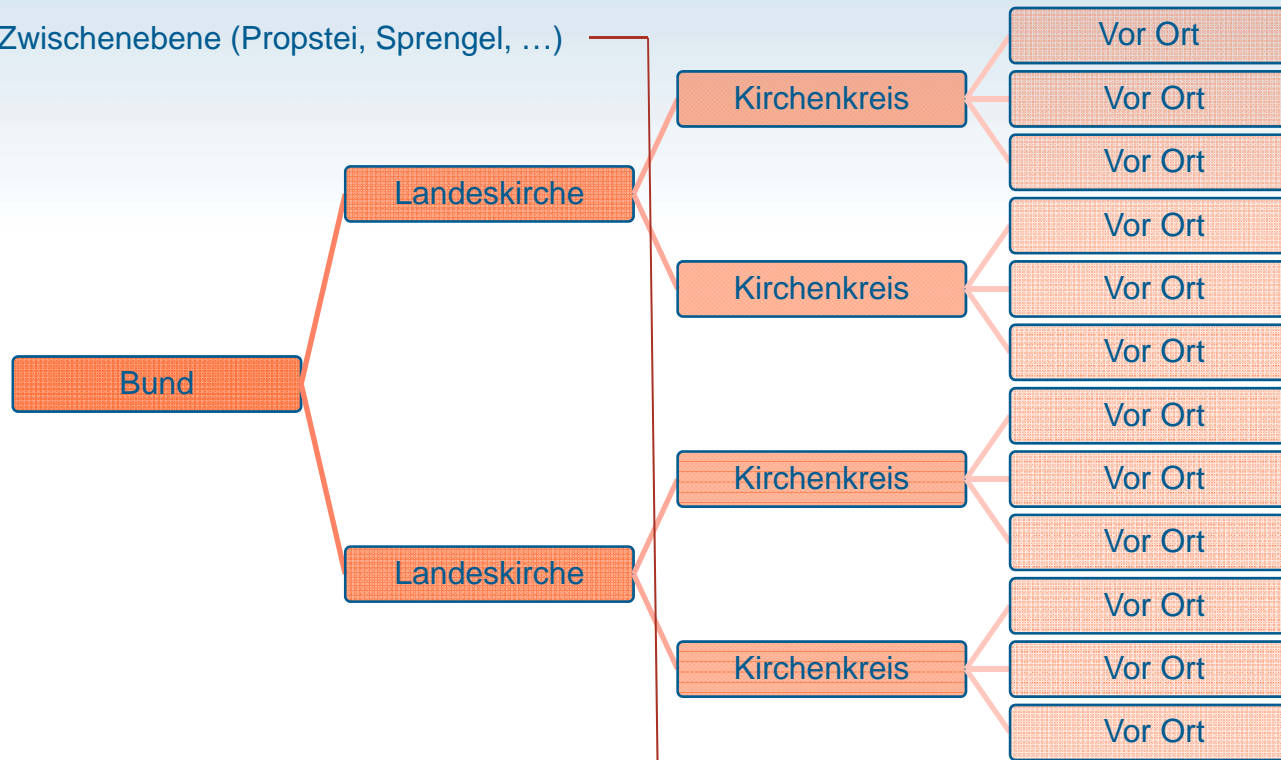 Zwischenebene (Propstei, Sprengel, …)
Vor Ort
Kirchenkreis
Vor Ort
Vor Ort
Landeskirche
Vor Ort
Kirchenkreis
Vor Ort
Vor Ort
Bund
Vor Ort
Kirchenkreis
Vor Ort
Vor Ort
Landeskirche
Vor Ort
Kirchenkreis
Vor Ort
Vor Ort